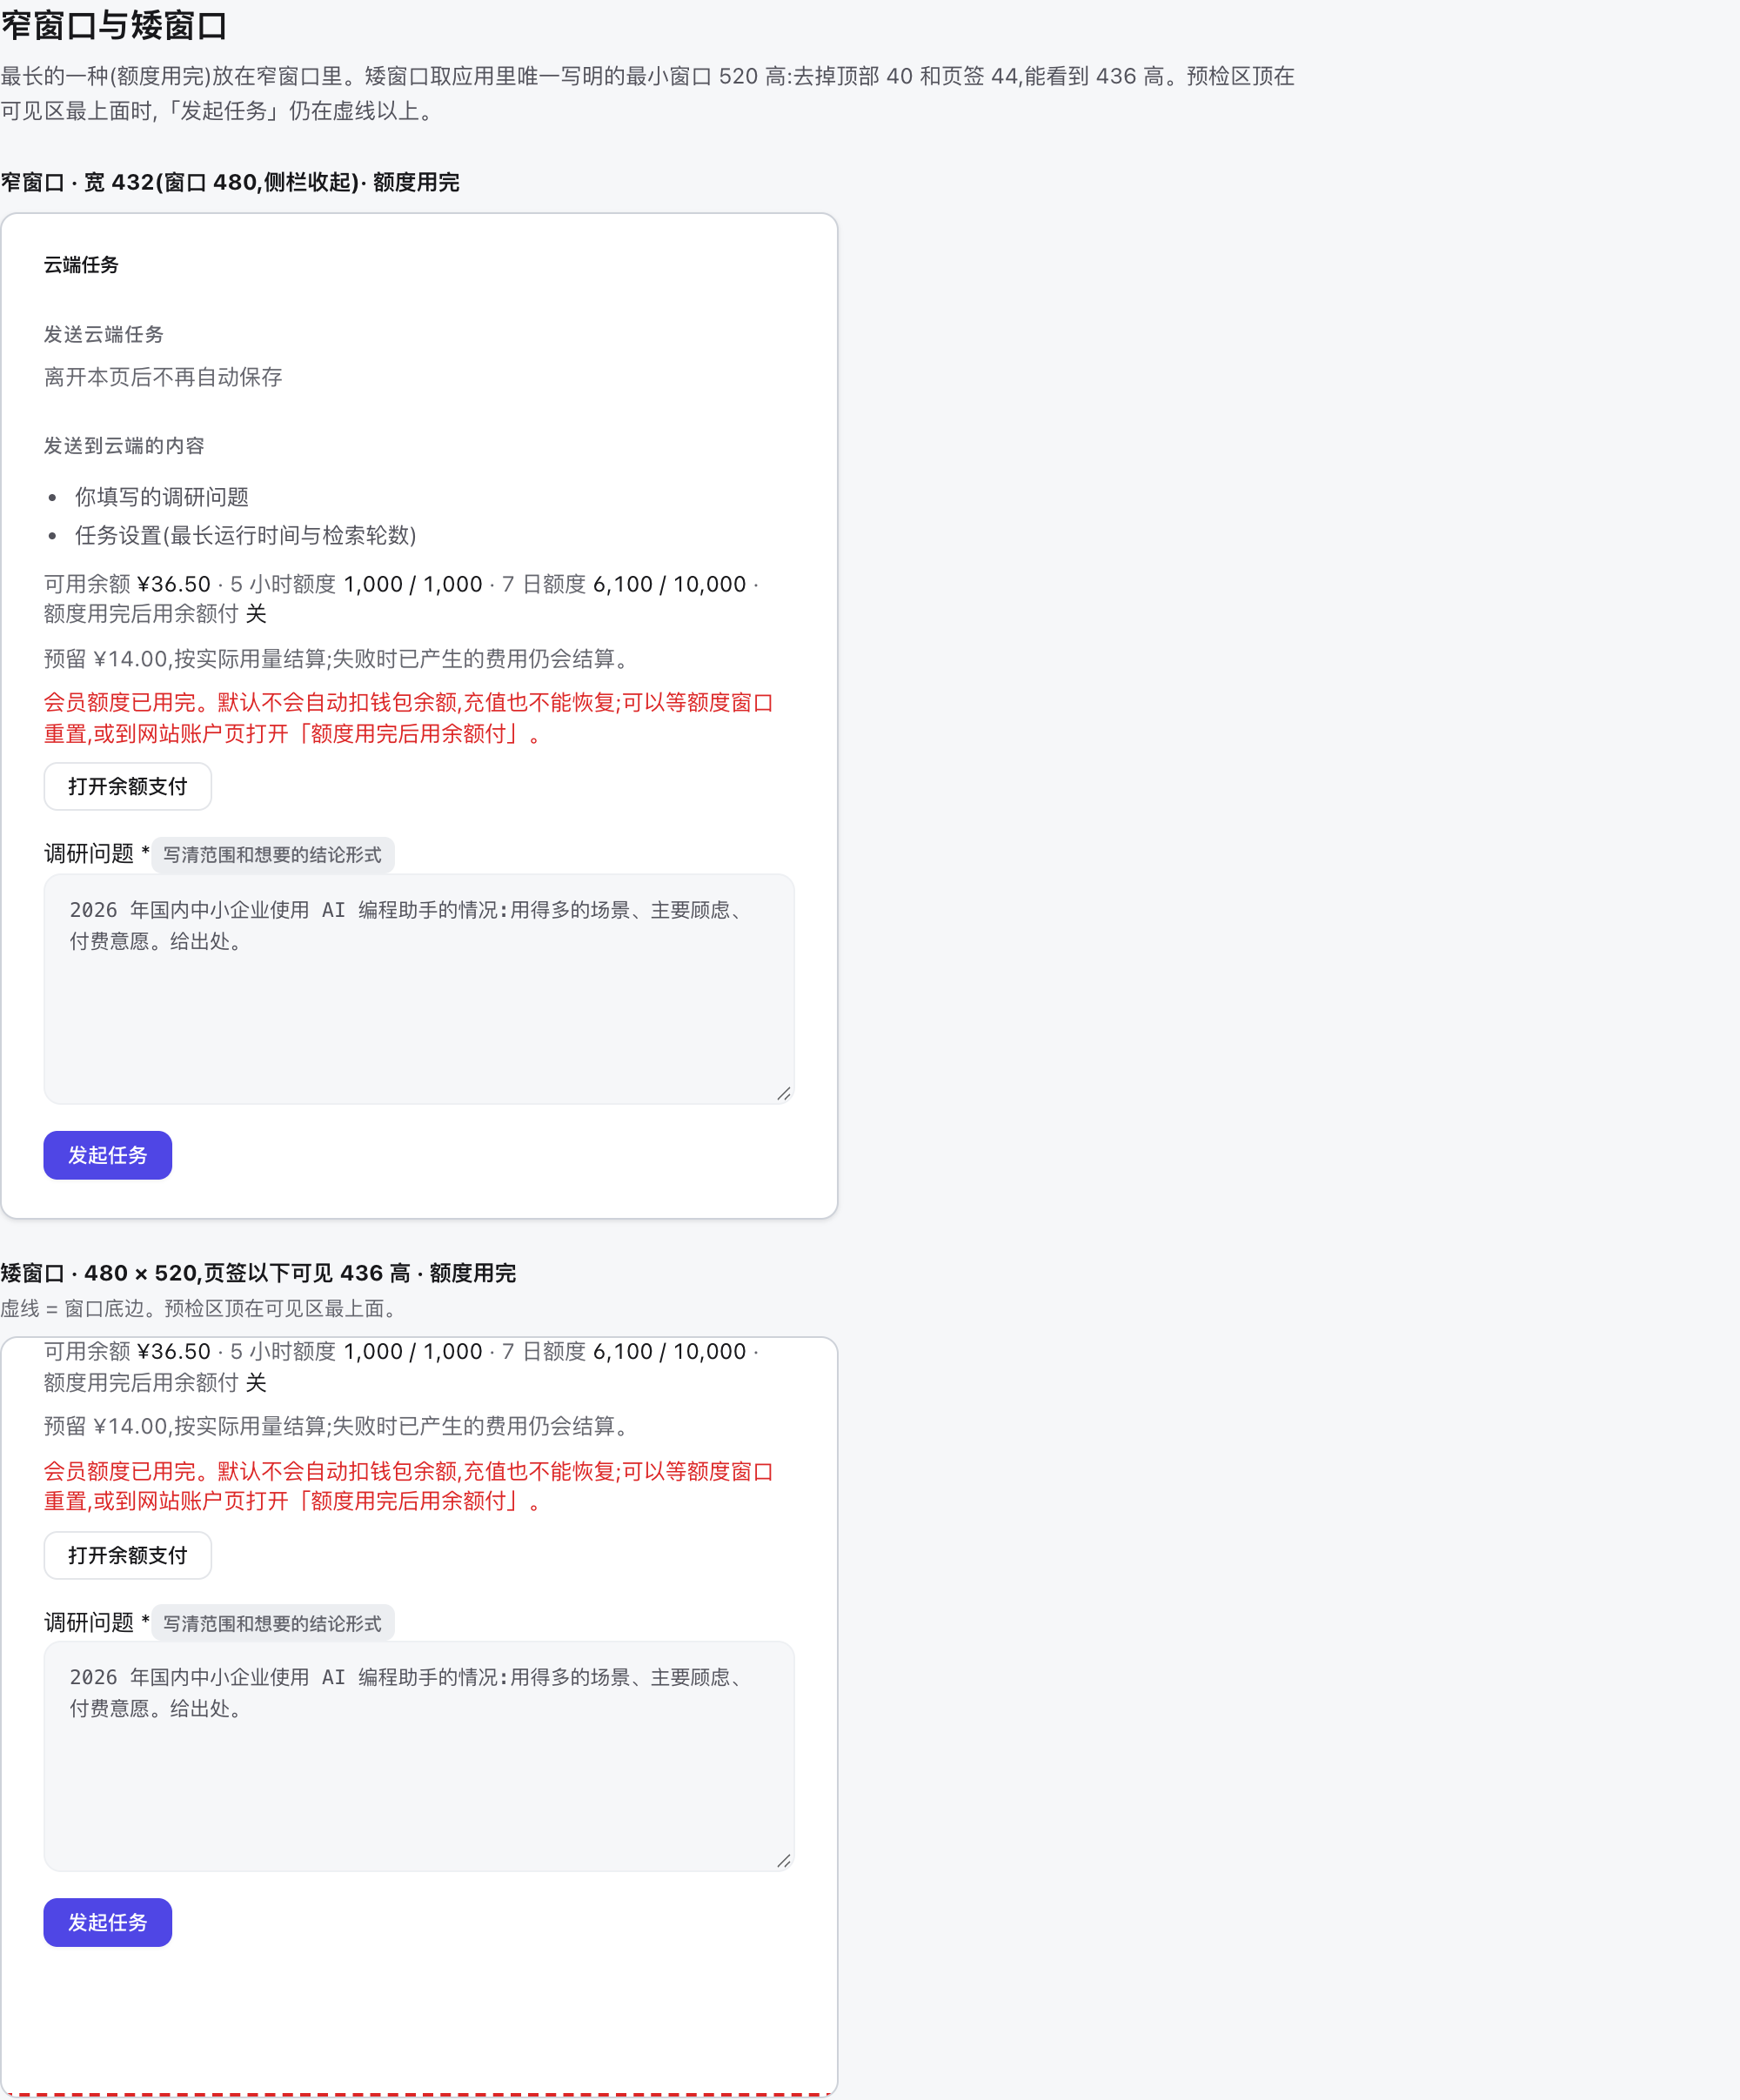 窄窗口与矮窗口
最长的一种(额度用完)放在窄窗口里。矮窗口取应用里唯一写明的最小窗口 520 高:去掉顶部 40 和页签 44,能看到 436 高。预检区顶在
可见区最上面时,「发起任务」仍在虚线以上。
窄窗口 · 宽 432(窗口 480,侧栏收起)· 额度用完
云端任务
发送云端任务
离开本页后不再自动保存
发送到云端的内容
• 你填写的调研问题
• 任务设置(最长运行时间与检索轮数)
可用余额 ¥36.50 · 5 小时额度 1,000 / 1,000 · 7 日额度 6,100 / 10,000 ·
额度用完后用余额付 关
预留 ¥14.00,按实际用量结算;失败时已产生的费用仍会结算。
会员额度已用完。默认不会自动扣钱包余额,充值也不能恢复;可以等额度窗口
重置,或到网站账户页打开「额度用完后用余额付」。
打开余额支付
调研问题 * 写清范围和想要的结论形式
2026 年国内中小企业使用 AI 编程助手的情况:用得多的场景、主要顾虑、
付费意愿。给出处。
发起任务
矮窗口 · 480 × 520,页签以下可见 436 高 · 额度用完
虚线 = 窗口底边。预检区顶在可见区最上面。
可用余额 ¥36.50 · 5 小时额度 1,000 / 1,000 · 7 日额度 6,100 / 10,000 ·
额度用完后用余额付 关
预留 ¥14.00,按实际用量结算;失败时已产生的费用仍会结算。
会员额度已用完。默认不会自动扣钱包余额,充值也不能恢复;可以等额度窗口
重置,或到网站账户页打开「额度用完后用余额付」。
打开余额支付
调研问题 * 写清范围和想要的结论形式
2026 年国内中小企业使用 AI 编程助手的情况:用得多的场景、主要顾虑、
付费意愿。给出处。
发起任务